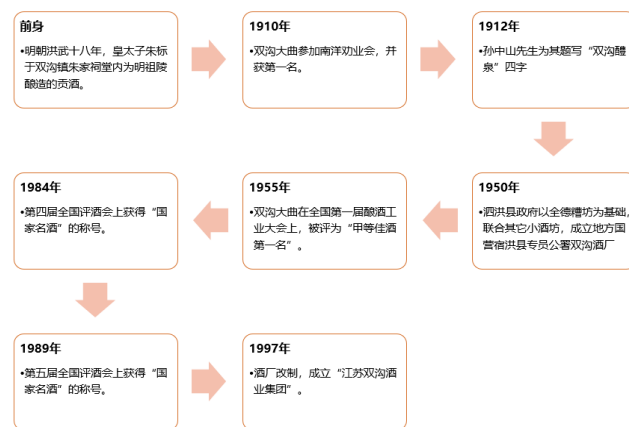 前身
•明朝洪武十八年，皇太子朱标
于双沟镇朱家祠堂内为明祖陵
酿造的贡酒。
1910年
•双沟大曲参加南洋劝业会，并
获第一名。
1912年
•孙中山先生为其题写“双沟醴
泉”四字
1950年
•泗洪县政府以全德糟坊为基础，
联合其它小酒坊，成立地方国
营宿洪县专员公署双沟酒厂
1955年
•双沟大曲在全国第一届酿酒工
业大会上，被评为“甲等佳酒
第一名”。
1984年
•第四届全国评酒会上获得“国
家名酒”的称号。
1989年
•第五届全国评酒会上获得“国
家名酒”的称号。
1997年
•酒厂改制，成立“江苏双沟酒
业集团”。